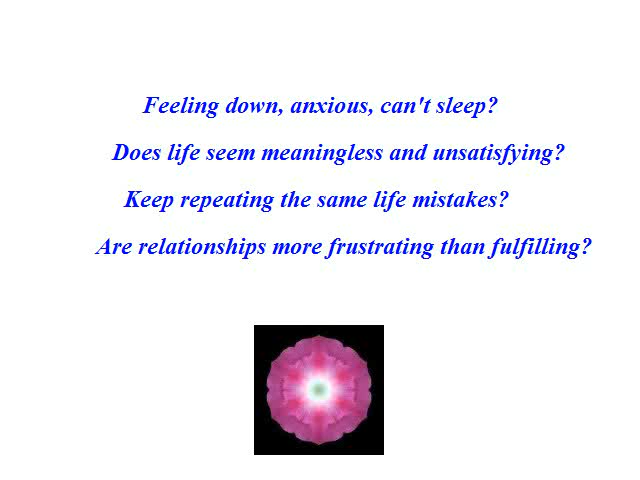 Feeling down, anxious, can't sleep?
Does life seem meaningless and unsatisfying?
Keep repeating the same life mistakes?
Are relationships more frustrating than fulfilling?